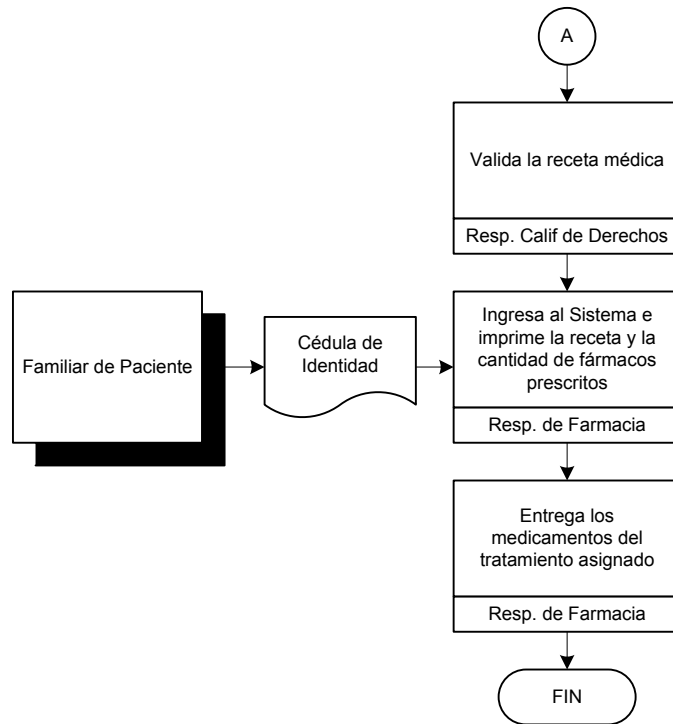 A
Valida la receta médica
Resp. Calif de Derechos
Familiar de Paciente
Cédula de
Identidad
Ingresa al Sistema e
imprime la receta y la
cantidad de fármacos
prescritos
Resp. de Farmacia
Entrega los
medicamentos del
tratamiento asignado
Resp. de Farmacia
FIN